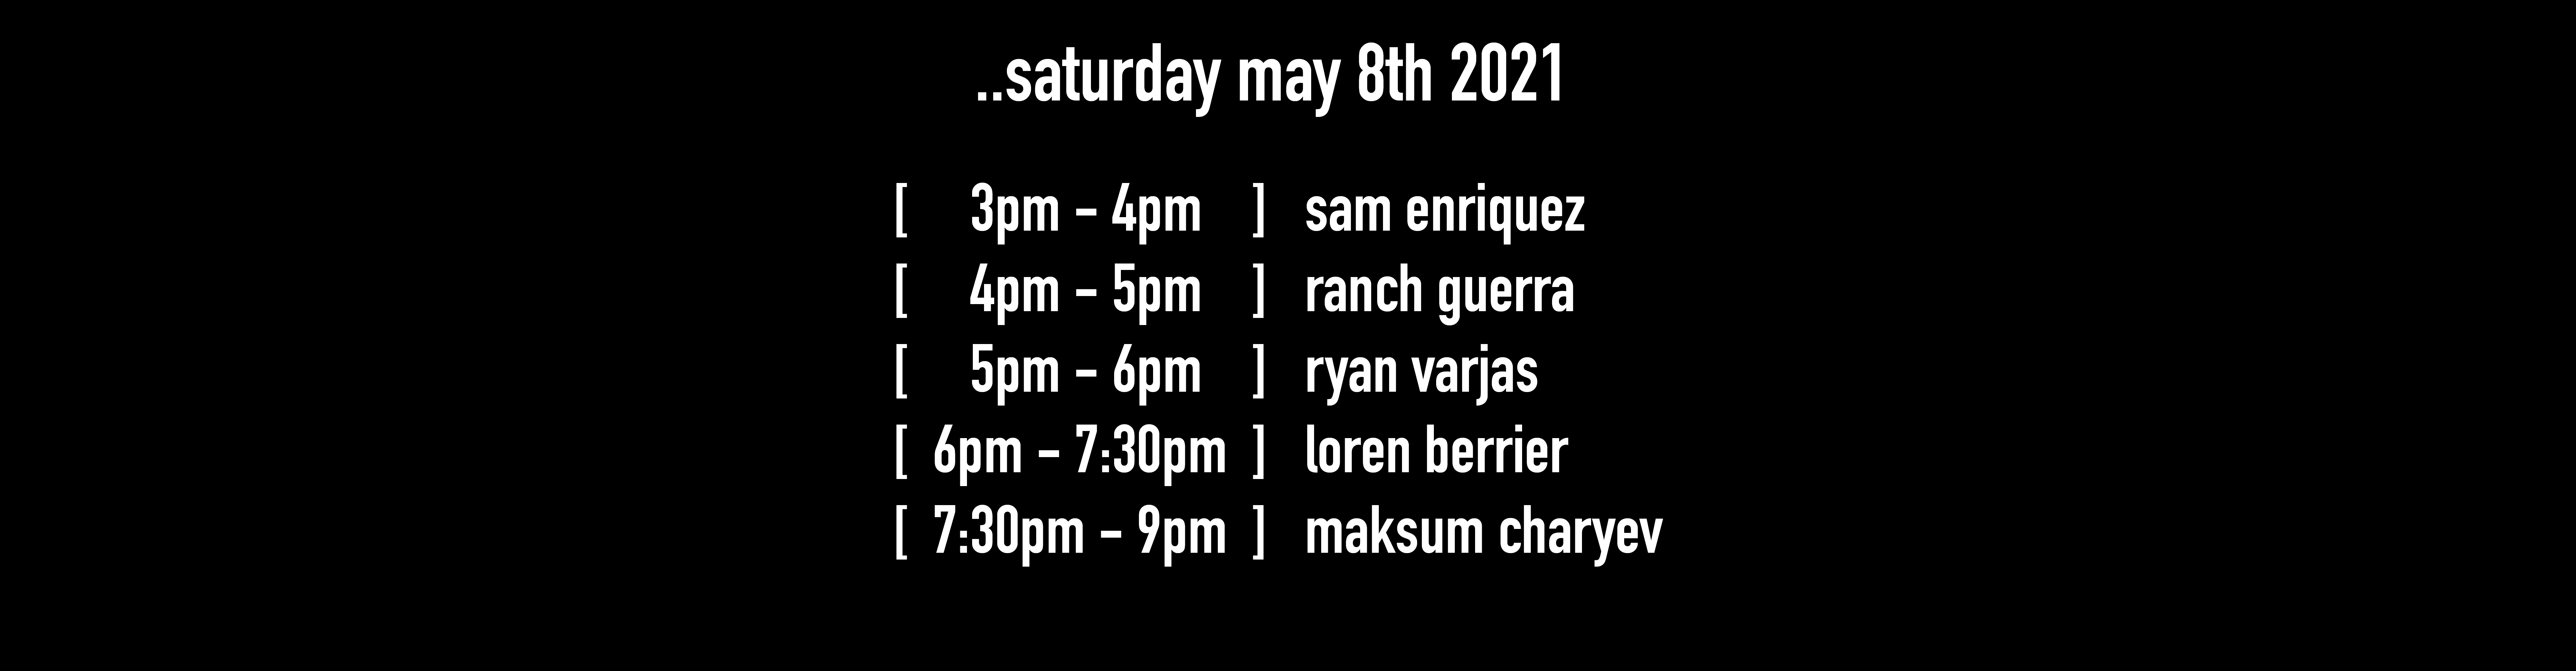 ..saturday may 8th 2021
[ 3pm – 4pm ] sam enriquez
[ 4pm – 5pm ] ranch guerra
[ 5pm – 6pm ] ryan varjas
[ 6pm – 7:30pm ] loren berrier
[ 7:30pm – 9pm ] maksum charyev